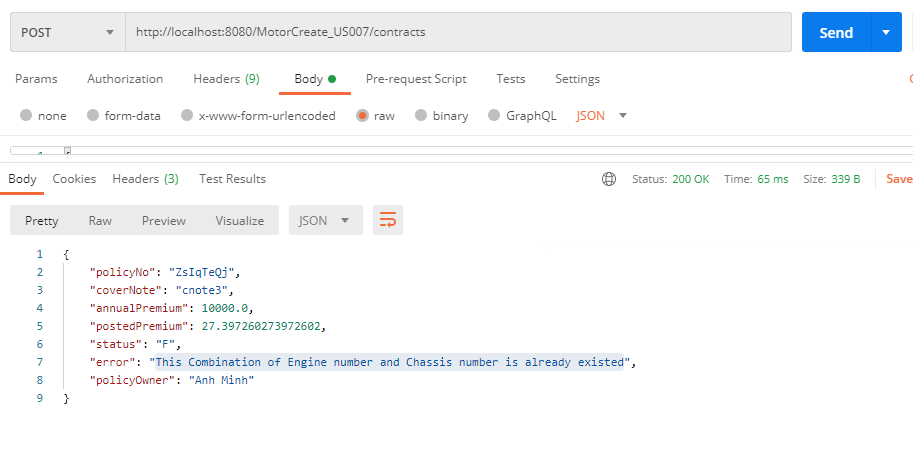 POST http://localhost:8080/MotorCreate_US007/contracts Send
Params Authorization Headers (9) Body Pre-request Script Tests Settings
none form-data x-www-form-urlencoded raw binary GraphQL JSON
Body Cookies Headers (3) Test Results Status: 200 OK Time: 65 ms Size: 339 B Save
Pretty Raw Preview Visualize JSON
1 {
2 "policyNo": "ZsIqTeQj",
3 "coverNote": "cnote3",
4 "annualPremium": 10000.0,
5 "postedPremium": 27.397260273972602,
6 "status": "F",
7 "error": "This Combination of Engine number and Chassis number is already existed",
8 "policyOwner": "Anh Minh"
9 }